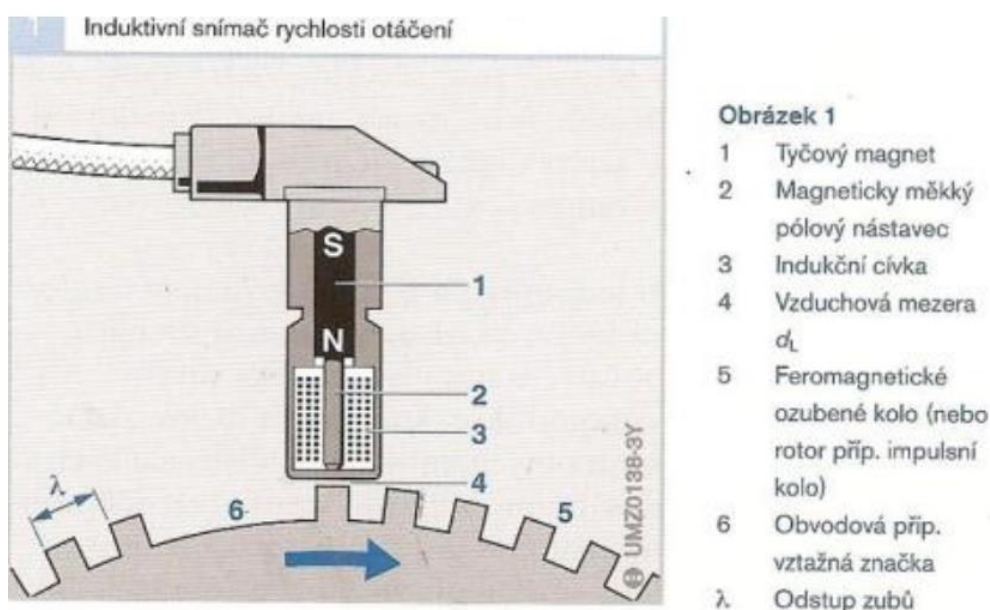 1
Induktivní snímač rychlosti otáčení
S
1
N
2
3
4
λ
6
5
UMZ0138-3Y
Obrázek 1
1 Tyčový magnet
2 Magneticky měkký
pólový nástavec
3 Indukční cívka
4 Vzduchová mezera
dL
5 Feromagnetické
ozubené kolo (nebo
rotor příp. impulsní
kolo)
6 Obvodová příp.
vztažná značka
λ Odstup zubů